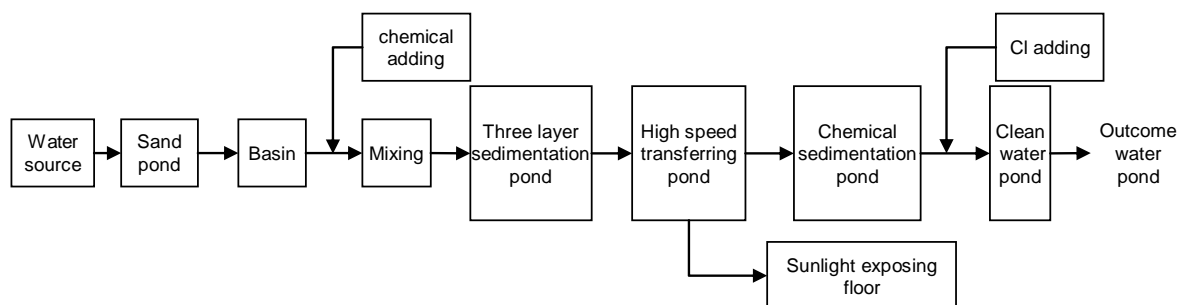 chemical
adding
Cl adding
Water
source
Sand
pond
Basin
Mixing
Three layer
sedimentation
pond
High speed
transferring
pond
Chemical
sedimentation
pond
Clean
water
pond
Outcome
water
pond
Sunlight exposing
floor